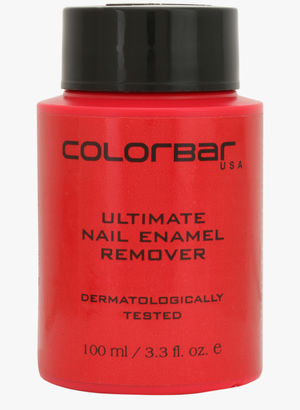 COLORBAR
USA
ULTIMATE
NAIL ENAMEL
REMOVER
DERMATOLOGICALLY
TESTED
100 ml / 3.3 fl. oz. e